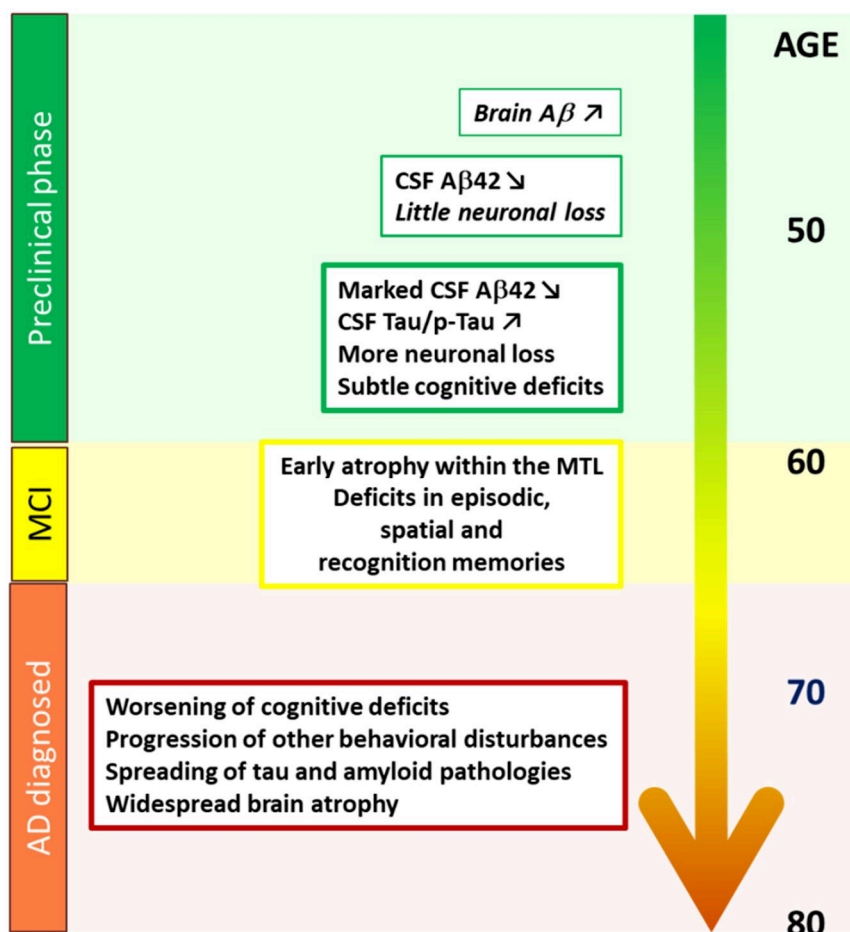 AGE
Preclinical phase
Brain Aβ ↗
CSF Aβ42 ↘
Little neuronal loss
50
Marked CSF Aβ42 ↘
CSF Tau/p-Tau ↗
More neuronal loss
Subtle cognitive deficits
MCI
60
Early atrophy within the MTL
Deficits in episodic,
spatial and
recognition memories
AD diagnosed
70
Worsening of cognitive deficits
Progression of other behavioral disturbances
Spreading of tau and amyloid pathologies
Widespread brain atrophy
80